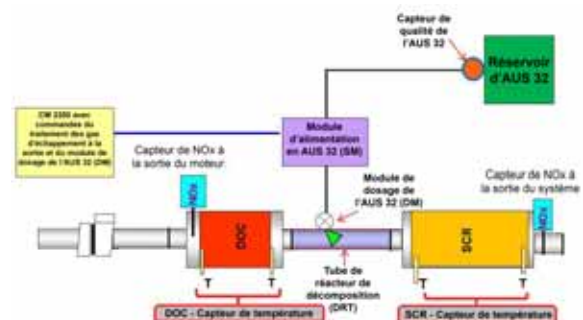 Capteur de
qualité de
l'AUS 32
Réservoir
d'AUS 32
CM 2350 avec
commandes du
traitement des gaz
d'échappement à
la sortie et du module de
dosage de l'AUS 32 (DM)
Module
d'alimentation
en AUS 32 (SM)
Capteur de NOx à
la sortie du moteur
Module de
dosage de
l'AUS 32 (DM)
Capteur de NOx à
la sortie du système
NOx
NOx
DOC
SCR
Tube de
réacteur de
décomposition
(DRT)
T
T
T
T
DOC - Capteur de température
SCR - Capteur de température